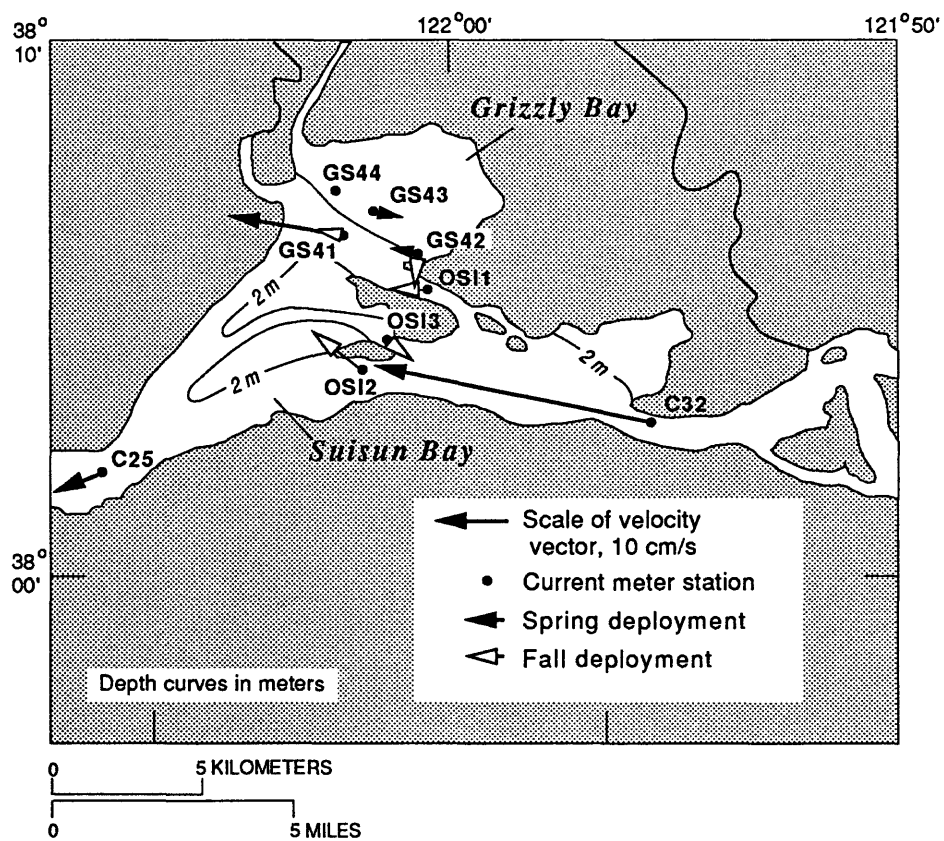 38° 10'
122°00'
121°50'
Grizzly Bay
GS44
GS43
GS41
GS42
OSI1
2 m
OSI3
2 m
2 m
OSI2
C32
Suisun Bay
C25
38° 00'
Scale of velocity
vector, 10 cm/s
Current meter station
Spring deployment
Fall deployment
Depth curves in meters
0 5 KILOMETERS
0 5 MILES